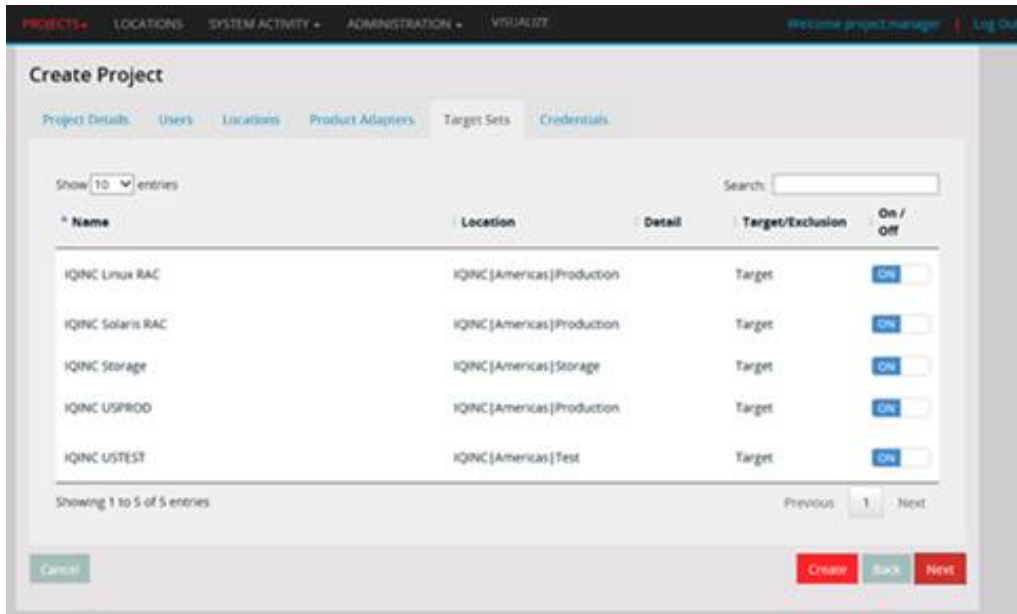 PROJECTS LOCATIONS SYSTEM ACTIVITY ADMINISTRATION VISUALIZE Welcome project manager | Log Out
Create Project
Project Details Users Locations Product Adapters Target Sets Credentials
Show 10 entries Search:
Name Location Detail Target/Exclusion On / Off
IQINC Linux RAC IQINC|Americas|Production Target ON
IQINC Solaris RAC IQINC|Americas|Production Target ON
IQINC Storage IQINC|Americas|Storage Target ON
IQINC USPROD IQINC|Americas|Production Target ON
IQINC USTEST IQINC|Americas|Test Target ON
Showing 1 to 5 of 5 entries Previous 1 Next
Cancel Create Back Next